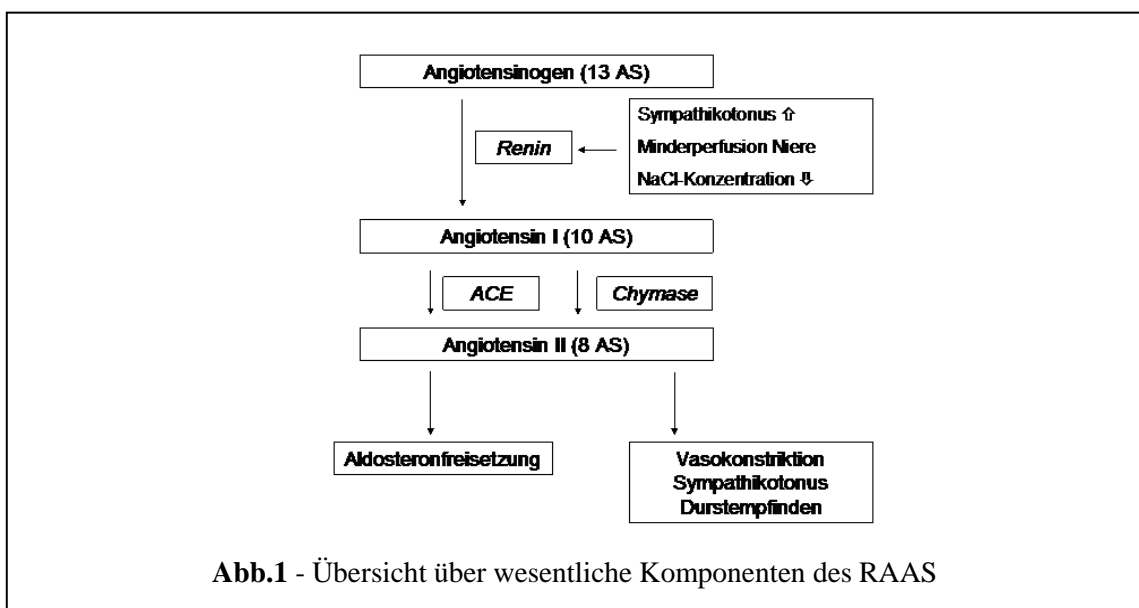 Angiotensinogen (13 AS)
Sympathikotonus ⇧
Renin
Minderperfusion Niere
NaCl-Konzentration ⇩
Angiotensin I (10 AS)
ACE
Chymase
Angiotensin II (8 AS)
Aldosteronfreisetzung
Vasokonstriktion
Sympathikotonus
Durstempfinden
Abb.1 - Übersicht über wesentliche Komponenten des RAAS